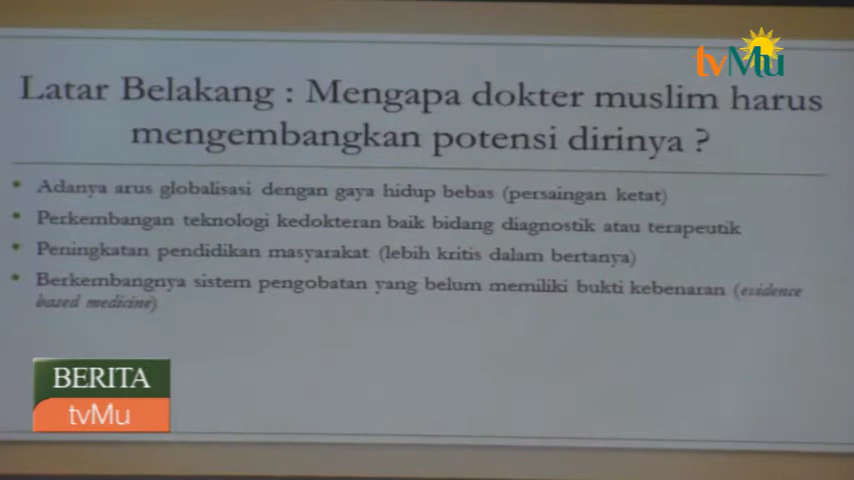 tvMu
Latar Belakang : Mengapa dokter muslim harus
mengembangkan potensi dirinya ?
• Adanya arus globalisasi dengan gaya hidup bebas (persaingan ketat)
• Perkembangan teknologi kedokteran baik bidang diagnostik atau terapeutik
• Peningkatan pendidikan masyarakat (lebih kritis dalam bertanya)
• Berkembangnya sistem pengobatan yang belum memiliki bukti kebenaran (evidence
based medicine)
BERITA
tvMu